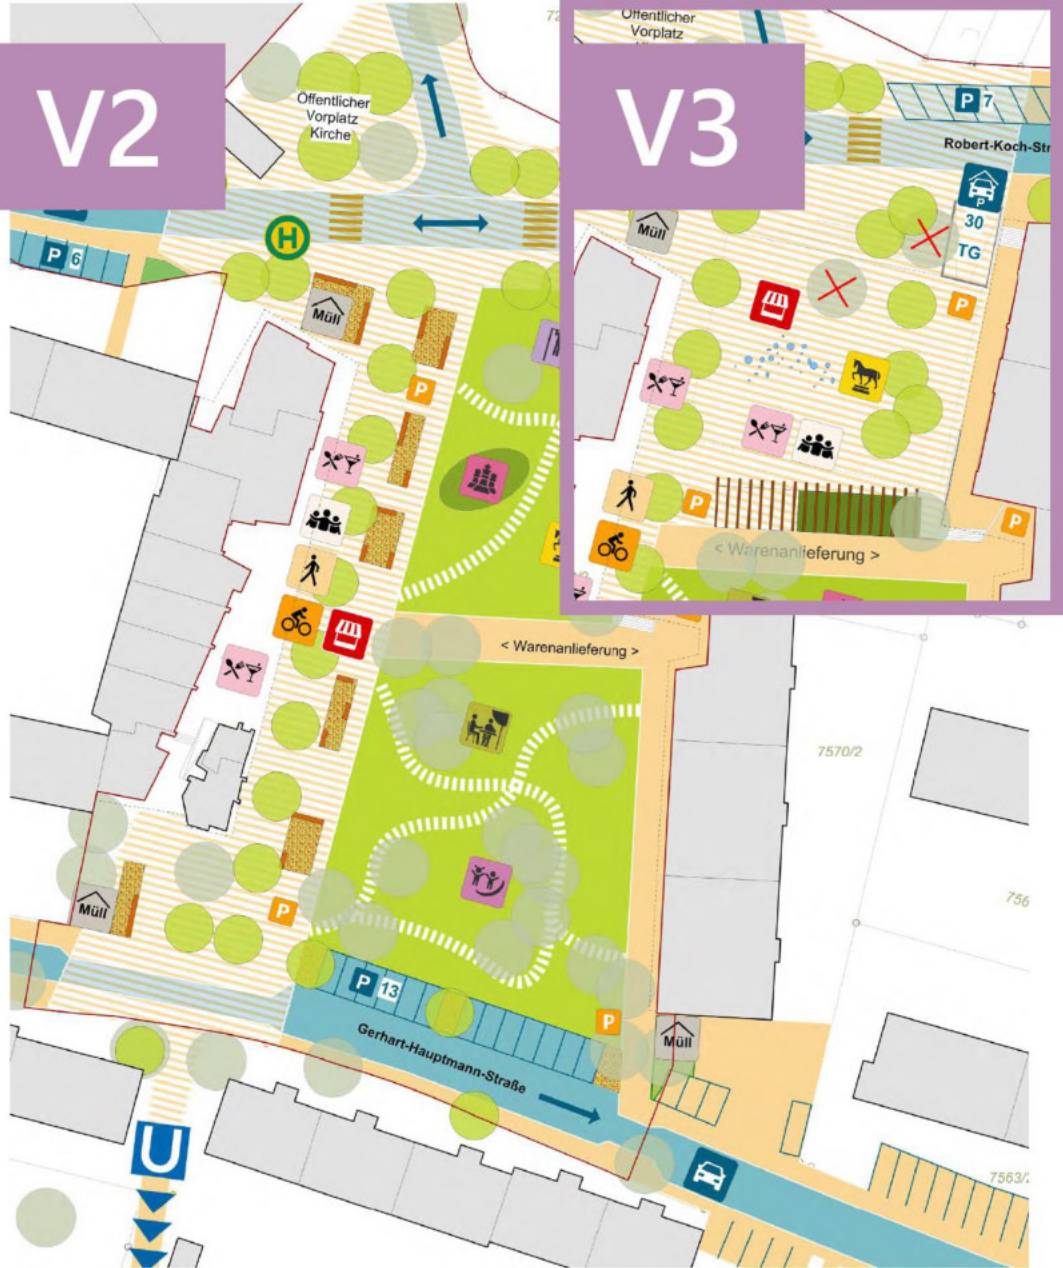 V2
Öffentlicher
Vorplatz
Kirche
H
P 6
Müll
P
< Warenanlieferung >
7570/2
Müll
P
P 13
Gerhart-Hauptmann-Straße
P
Müll
U
7563/2
V3
Öffentlicher
Vorplatz
P 7
Robert-Koch-Str
P
30
TG
Müll
P
P
P
< Warenanlieferung >